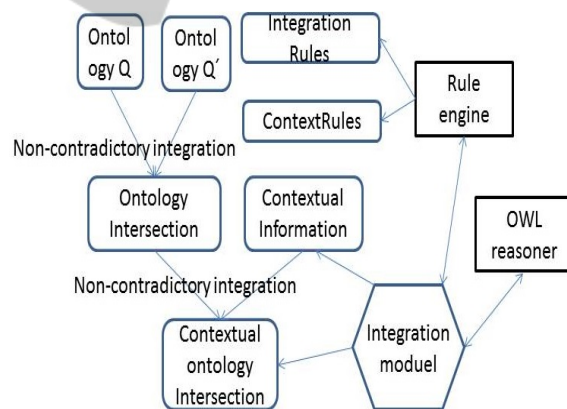 Ontol
ogy Q
Ontol
ogy Q´
Integration
Rules
Rule
engine
ContextRules
Non-contradictory integration
Ontology
Intersection
Contextual
Information
OWL
reasoner
Non-contradictory integration
Contextual
ontology
Intersection
Integration
moduel